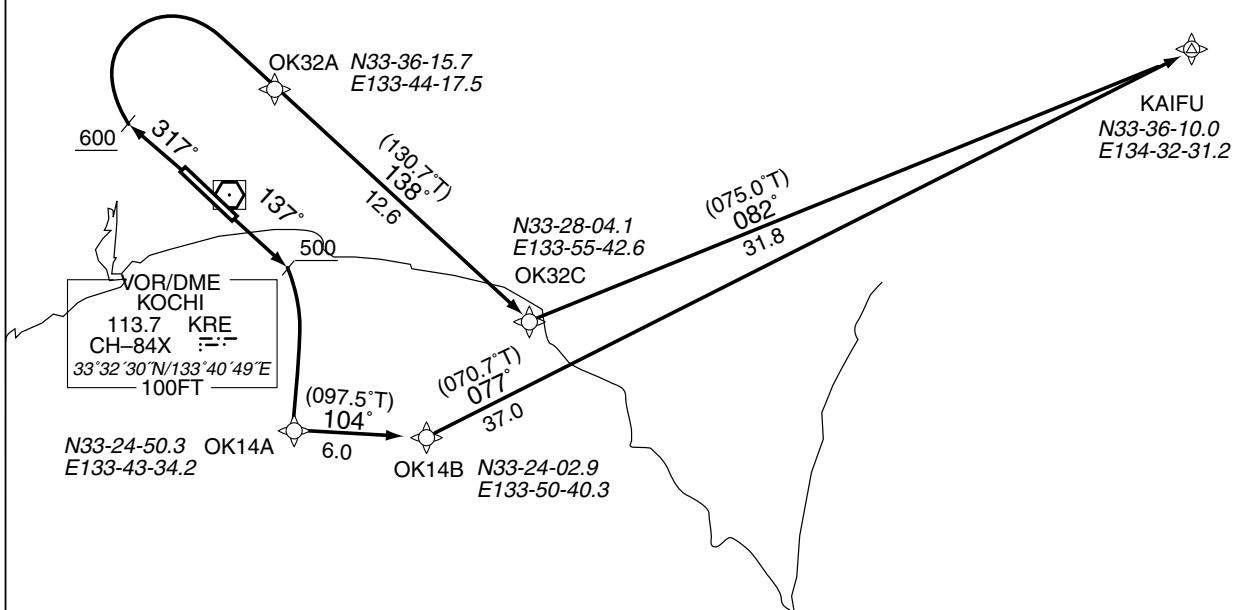 OK32A N33-36-15.7
E133-44-17.5
KAIFU
N33-36-10.0
E134-32-31.2
600
317°
(130.7°T)
138°
12.6
137°
(075.0°T)
082°
31.8
N33-28-04.1
E133-55-42.6
OK32C
500
VOR/DME
KOCHI
113.7 KRE
CH–84X
33°32´30˝N/133°40´49˝E
100FT
(070.7°T)
077°
37.0
(097.5°T)
104°
6.0
N33-24-50.3 OK14A
E133-43-34.2
OK14B N33-24-02.9
E133-50-40.3